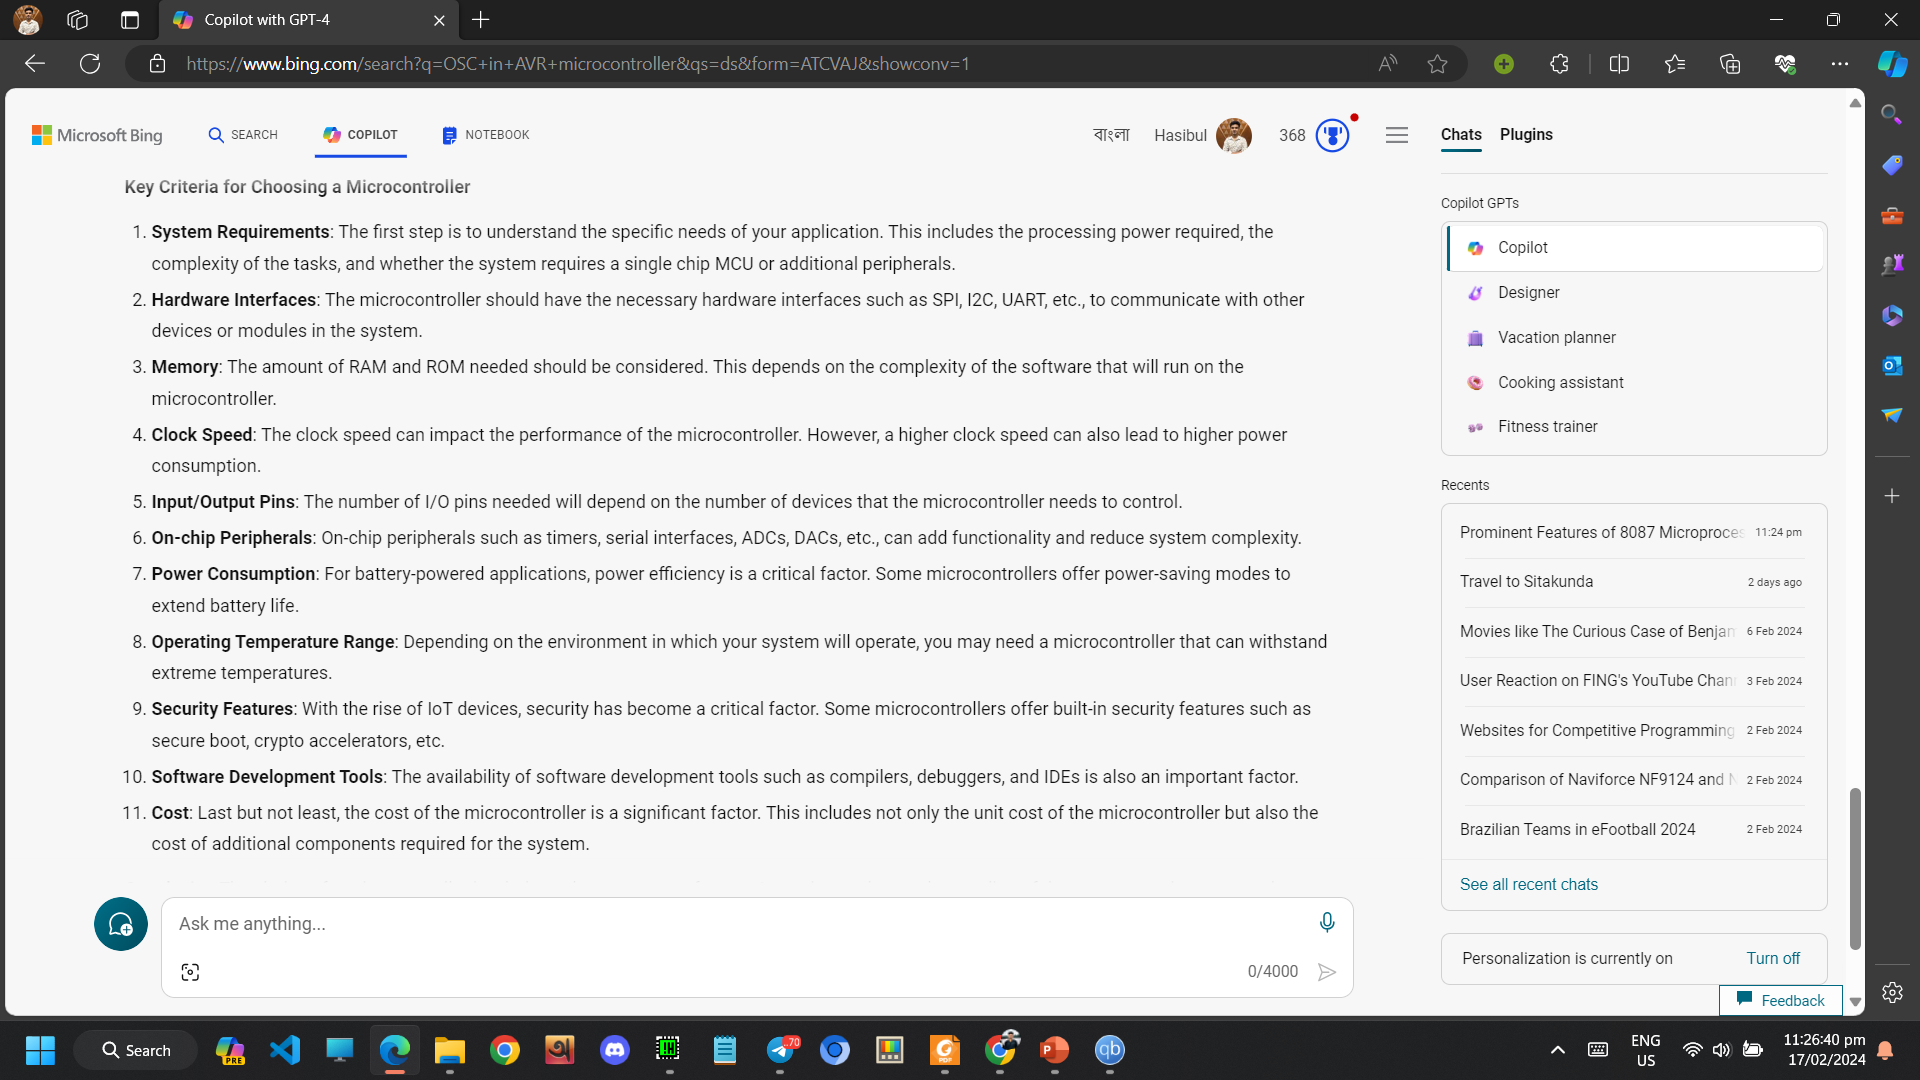 Copilot with GPT-4
https://www.bing.com/search?q=OSC+in+AVR+microcontroller&qs=ds&form=ATCVAJ&showconv=1
Microsoft Bing
SEARCH
COPILOT
NOTEBOOK
বাংলা
Hasibul
368
Key Criteria for Choosing a Microcontroller
1. System Requirements: The first step is to understand the specific needs of your application. This includes the processing power required, the
complexity of the tasks, and whether the system requires a single chip MCU or additional peripherals.
2. Hardware Interfaces: The microcontroller should have the necessary hardware interfaces such as SPI, I2C, UART, etc., to communicate with other
devices or modules in the system.
3. Memory: The amount of RAM and ROM needed should be considered. This depends on the complexity of the software that will run on the
microcontroller.
4. Clock Speed: The clock speed can impact the performance of the microcontroller. However, a higher clock speed can also lead to higher power
consumption.
5. Input/Output Pins: The number of I/O pins needed will depend on the number of devices that the microcontroller needs to control.
6. On-chip Peripherals: On-chip peripherals such as timers, serial interfaces, ADCs, DACs, etc., can add functionality and reduce system complexity.
7. Power Consumption: For battery-powered applications, power efficiency is a critical factor. Some microcontrollers offer power-saving modes to
extend battery life.
8. Operating Temperature Range: Depending on the environment in which your system will operate, you may need a microcontroller that can withstand
extreme temperatures.
9. Security Features: With the rise of IoT devices, security has become a critical factor. Some microcontrollers offer built-in security features such as
secure boot, crypto accelerators, etc.
10. Software Development Tools: The availability of software development tools such as compilers, debuggers, and IDEs is also an important factor.
11. Cost: Last but not least, the cost of the microcontroller is a significant factor. This includes not only the unit cost of the microcontroller but also the
cost of additional components required for the system.
Ask me anything...
0/4000
Chats
Plugins
Copilot GPTs
Copilot
Designer
Vacation planner
Cooking assistant
Fitness trainer
Recents
Prominent Features of 8087 Microproces 11:24 pm
Travel to Sitakunda 2 days ago
Movies like The Curious Case of Benjan 6 Feb 2024
User Reaction on FING's YouTube Chan 3 Feb 2024
Websites for Competitive Programming 2 Feb 2024
Comparison of Naviforce NF9124 and N 2 Feb 2024
Brazilian Teams in eFootball 2024 2 Feb 2024
See all recent chats
Personalization is currently on Turn off
Feedback
Search
PRE
..70
PDF
P
qb
ENG
US
11:26:40 pm
17/02/2024